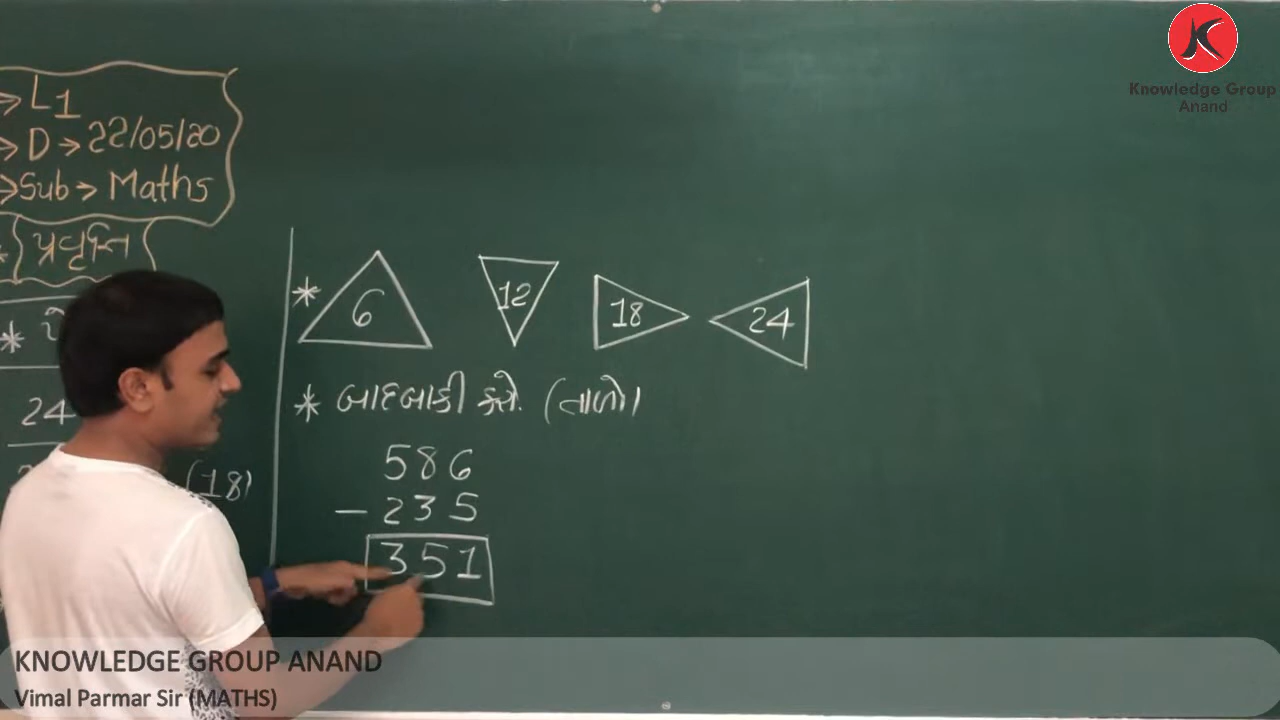 → L1
→ D → 22/05/20
→ Sub → Maths
* પ્રવૃત્તિ
* 6 12 18 24
*
24
(18)
* બાદબાકી કરો. (તાળો)
586
- 235
351
K
Knowledge Group
Anand
KNOWLEDGE GROUP ANAND
Vimal Parmar Sir (MATHS)